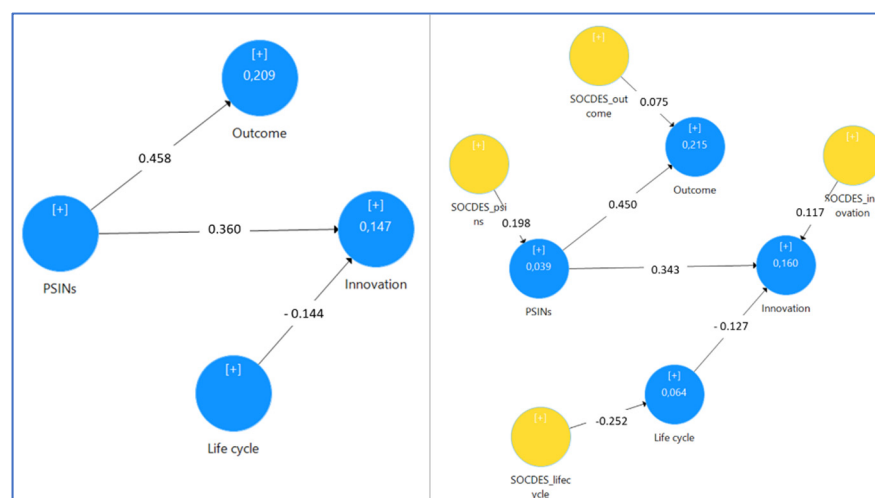 [+]
0,209
Outcome
0.458
[+]
PSINs
0.360
[+]
0,147
Innovation
- 0.144
[+]
Life cycle
[+]
SOCDES_out
come
0.075
[+]
0,215
Outcome
[+]
SOCDES_psi
ns
0.198
0.450
[+]
SOCDES_inn
ovation
0.117
[+]
0,039
PSINs
0.343
[+]
0,160
Innovation
- 0.127
[+]
0,064
Life cycle
-0.252
[+]
SOCDES_lifec
ycle